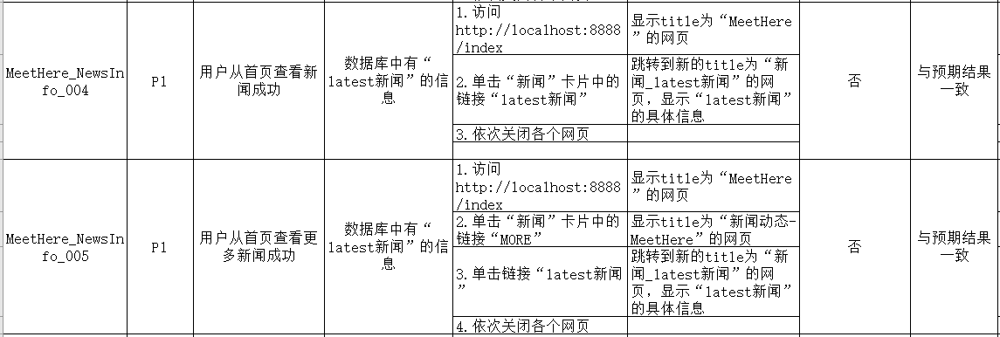 1.访问
http://localhost:8888
/index
显示title为“MeetHere
”的网页
MeetHere_NewsIn
fo_004
P1
用户从首页查看新
闻成功
数据库中有“
latest新闻”的信
息
2.单击“新闻”卡片中的
链接“latest新闻”
跳转到新的title为“新
闻_latest新闻”的网
页，显示“latest新闻”
的具体信息
否
与预期结果
一致
3.依次关闭各个网页
1.访问
http://localhost:8888
/index
显示title为“MeetHere
”的网页
MeetHere_NewsIn
fo_005
P1
用户从首页查看更
多新闻成功
数据库中有“
latest新闻”的信
息
2.单击“新闻”卡片中的
链接“MORE”
显示title为“新闻动态-
MeetHere”的网页
否
与预期结果
一致
3.单击链接“latest新闻
”
跳转到新的title为“新
闻_latest新闻”的网
页，显示“latest新闻”
的具体信息
4.依次关闭各个网页